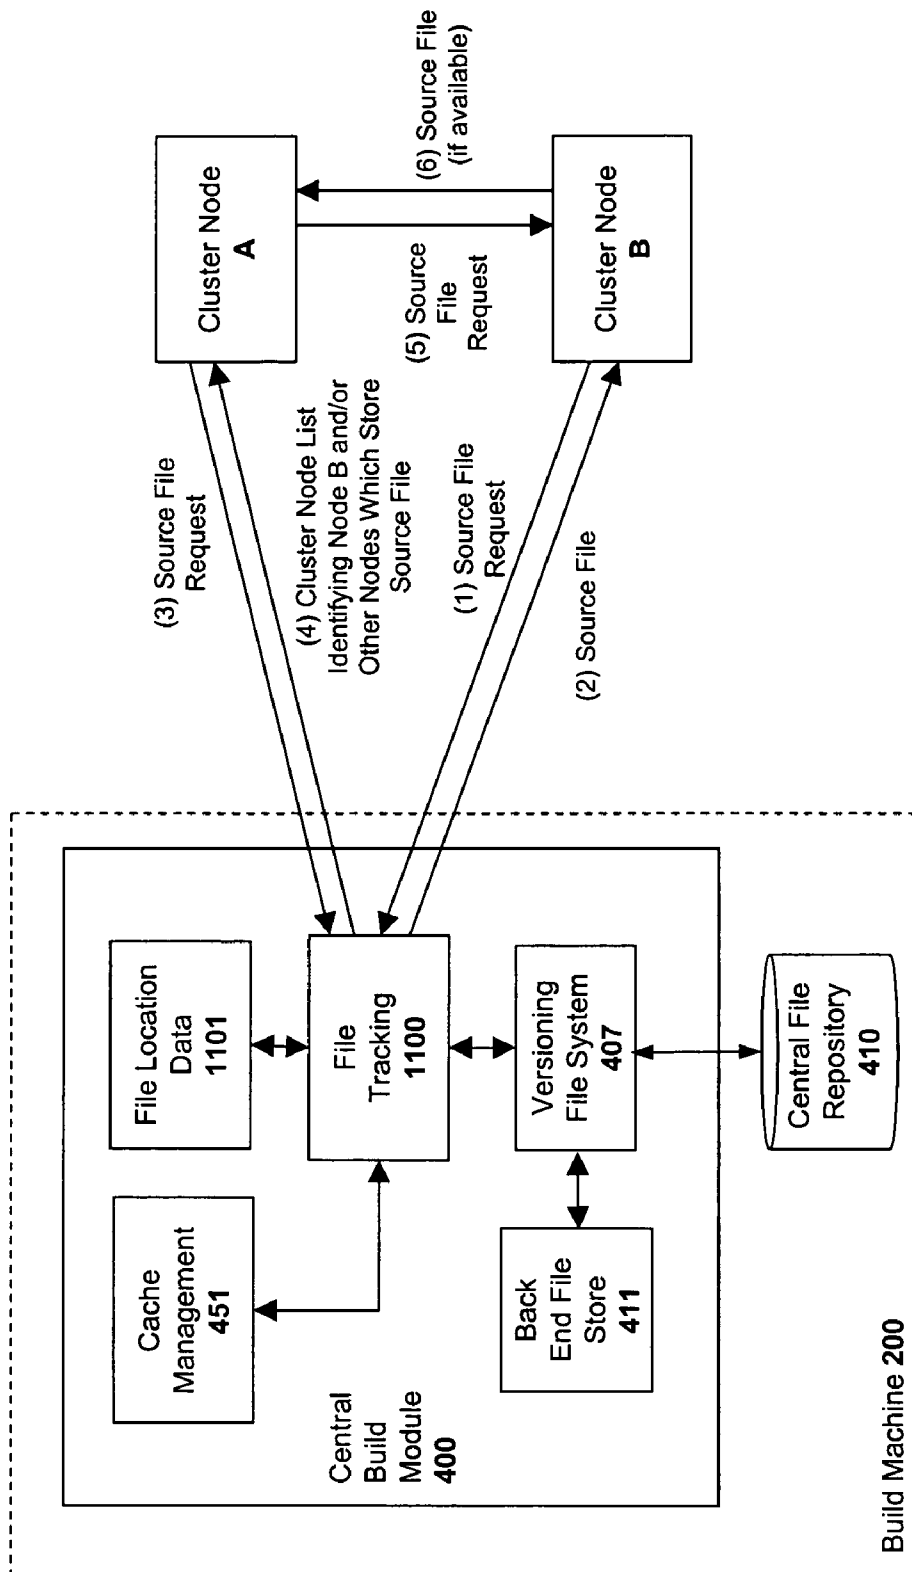 Cache
Management
451
File Location
Data
1101
(3) Source File
Request
Cluster Node
A
Central
Build
Module
400
File
Tracking
1100
(4) Cluster Node List
Identifying Node B and/or
Other Nodes Which Store
Source File
(5) Source
File
Request
(6) Source File
(if available)
(1) Source File
Request
Back
End File
Store
411
Versioning
File System
407
(2) Source File
Cluster Node
B
Central File
Repository
410
Build Machine 200